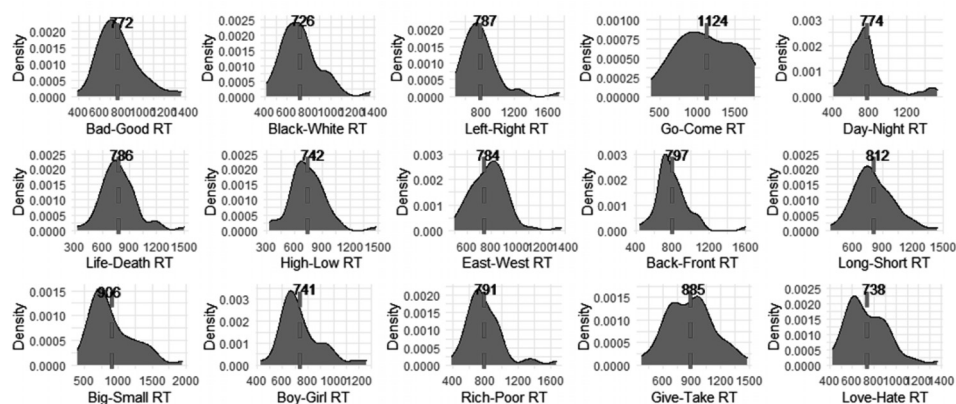 772 726 787 1124 774
Density 0.0020 0.0015 0.0010 0.0005 0.0000
400 600 800 1000 1400
Bad-Good RT
Density 0.0025 0.0020 0.0015 0.0010 0.0005 0.0000
400 600 800 1000 1400
Black-White RT
Density 0.0020 0.0015 0.0010 0.0005 0.0000
400 800 1200 1600
Left-Right RT
Density 0.00100 0.00075 0.00050 0.00025 0.00000
500 1000 1500
Go-Come RT
Density 0.003 0.002 0.001 0.000
400 800 1200
Day-Night RT
786 742 784 797 812
Density 0.0025 0.0020 0.0015 0.0010 0.0005 0.0000
300 600 900 1200 1500
Life-Death RT
Density 0.0025 0.0020 0.0015 0.0010 0.0005 0.0000
300 600 900 1200 1500
High-Low RT
Density 0.003 0.002 0.001 0.000
600 800 1000 1200 1400
East-West RT
Density 0.003 0.002 0.001 0.000
400 800 1200 1600
Back-Front RT
Density 0.0025 0.0020 0.0015 0.0010 0.0005 0.0000
300 600 900 1200 1500
Long-Short RT
906 741 791 885 738
Density 0.0015 0.0010 0.0005 0.0000
500 1000 1500 2000
Big-Small RT
Density 0.003 0.002 0.001 0.000
400 600 800 1000 1200
Boy-Girl RT
Density 0.0020 0.0015 0.0010 0.0005 0.0000
400 800 1200 1600
Rich-Poor RT
Density 0.0015 0.0010 0.0005 0.0000
600 900 1200 1500
Give-Take RT
Density 0.0025 0.0020 0.0015 0.0010 0.0005 0.0000
400 600 800 1000 1200 1400
Love-Hate RT